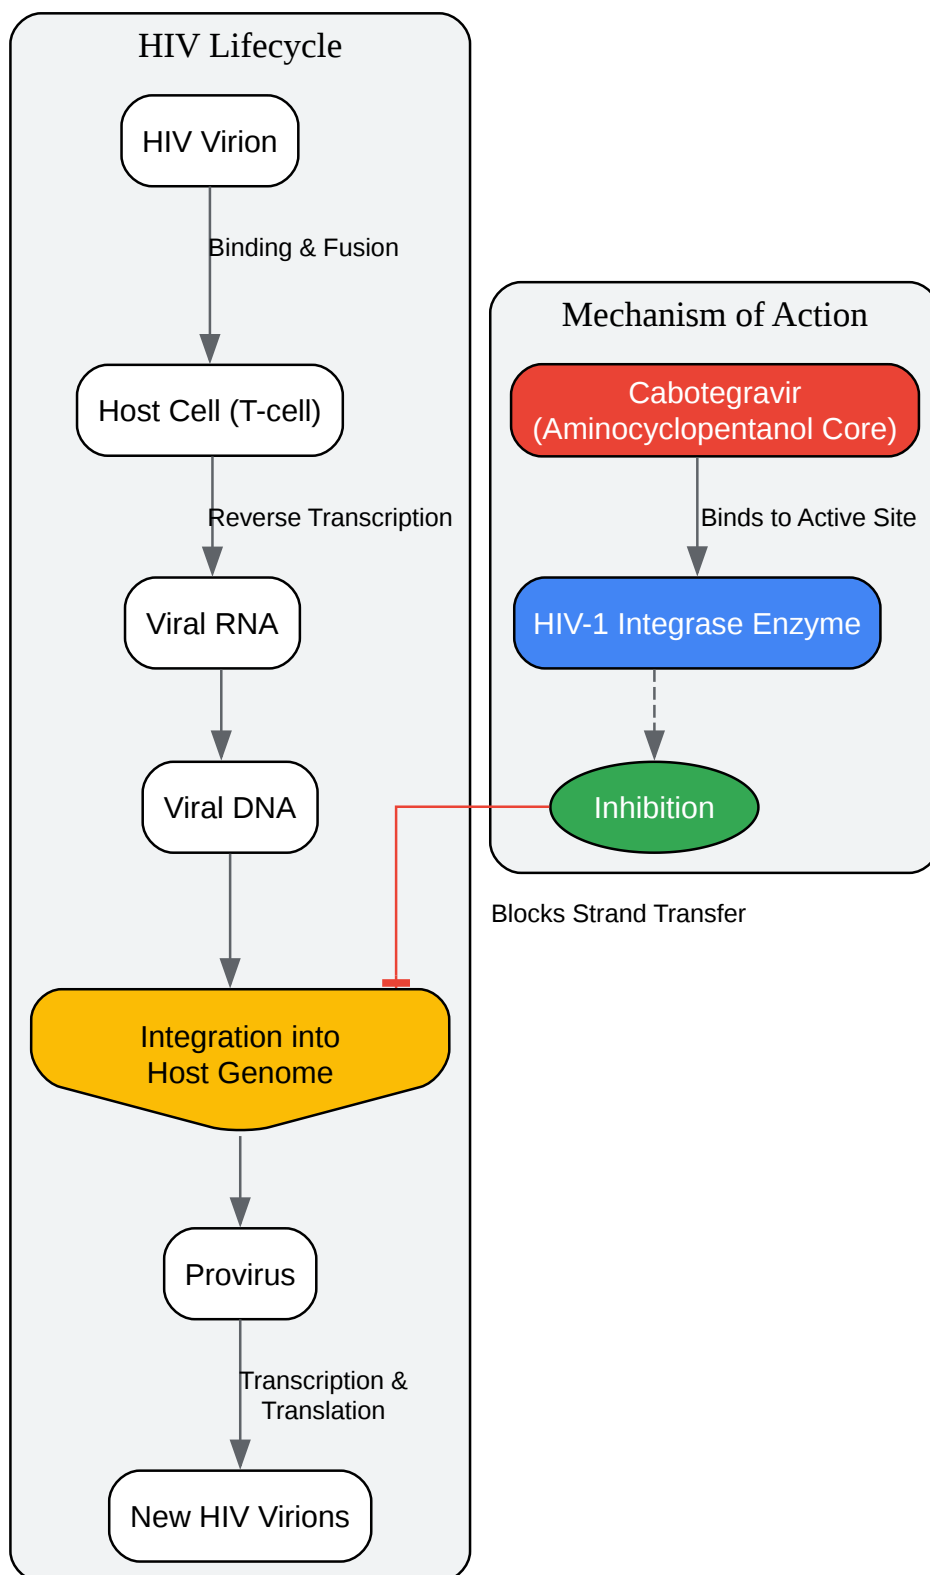 HIV Lifecycle
HIV Virion
Binding & Fusion
Host Cell (T-cell)
Reverse Transcription
Viral RNA
Viral DNA
Integration into
Host Genome
Provirus
Transcription &
Translation
New HIV Virions
Mechanism of Action
Cabotegravir
(Aminocyclopentanol Core)
Binds to Active Site
HIV-1 Integrase Enzyme
Inhibition
Blocks Strand Transfer